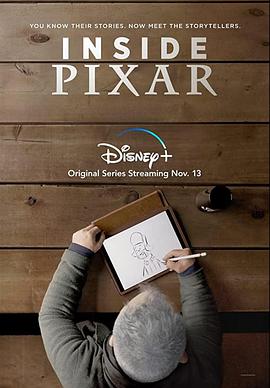 YOU KNOW THEIR STORIES. NOW MEET THE STORYTELLERS.
INSIDE
PIXAR
Disney+
Original Series Streaming Nov. 13